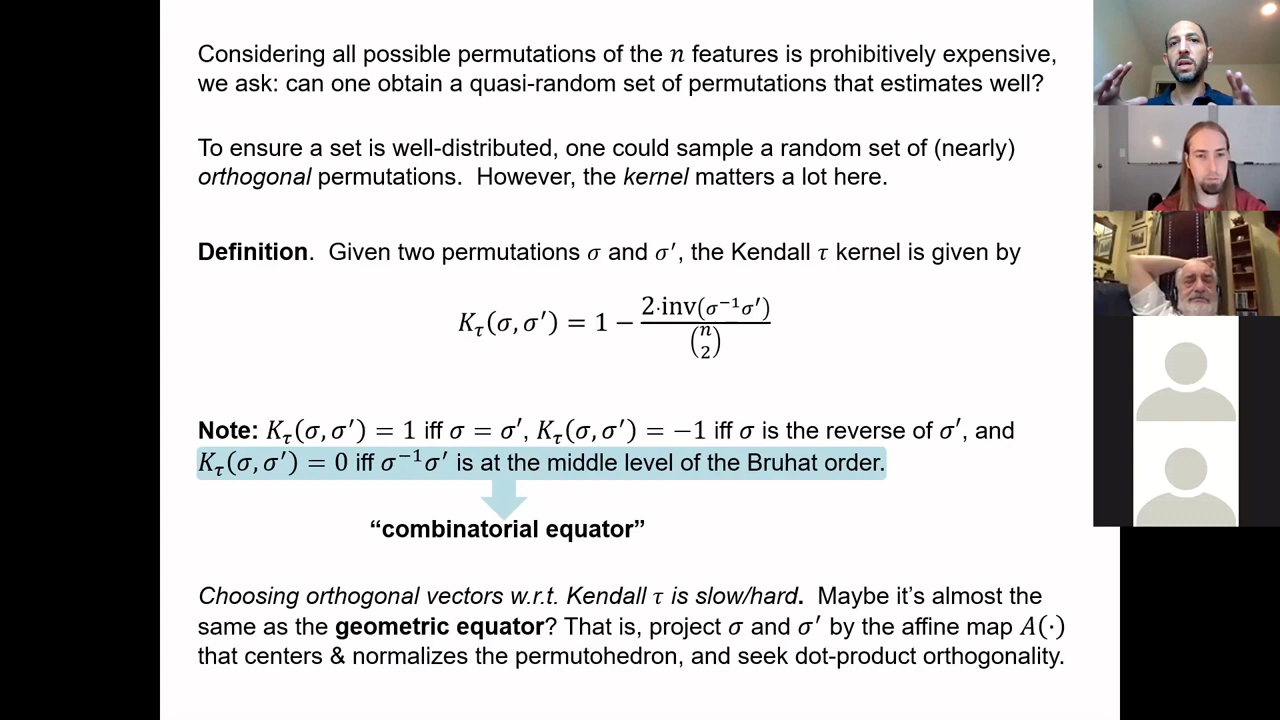 Considering all possible permutations of the 𝑛 features is prohibitively expensive,
we ask: can one obtain a quasi-random set of permutations that estimates well?
To ensure a set is well-distributed, one could sample a random set of (nearly)
orthogonal permutations. However, the kernel matters a lot here.
Definition. Given two permutations 𝜎 and 𝜎′, the Kendall 𝜏 kernel is given by
𝐾_𝜏(𝜎, 𝜎′) = 1 − 2·inv(𝜎⁻¹𝜎′) / (𝑛 2)
Note: 𝐾_𝜏(𝜎, 𝜎′) = 1 iff 𝜎 = 𝜎′, 𝐾_𝜏(𝜎, 𝜎′) = −1 iff 𝜎 is the reverse of 𝜎′, and
𝐾_𝜏(𝜎, 𝜎′) = 0 iff 𝜎⁻¹𝜎′ is at the middle level of the Bruhat order.
“combinatorial equator”
Choosing orthogonal vectors w.r.t. Kendall 𝜏 is slow/hard. Maybe it’s almost the
same as the geometric equator? That is, project 𝜎 and 𝜎′ by the affine map 𝐴(·)
that centers & normalizes the permutohedron, and seek dot-product orthogonality.